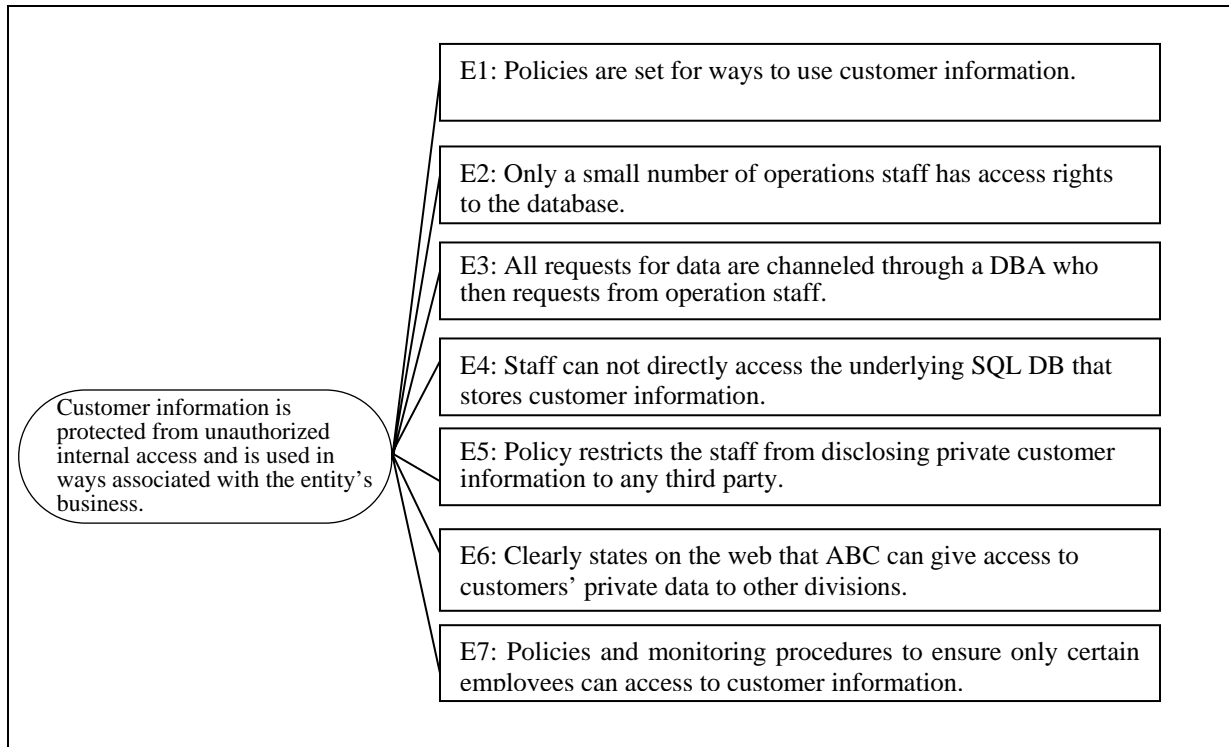 E1: Policies are set for ways to use customer information.
E2: Only a small number of operations staff has access rights
to the database.
E3: All requests for data are channeled through a DBA who
then requests from operation staff.
E4: Staff can not directly access the underlying SQL DB that
stores customer information.
Customer information is
protected from unauthorized
internal access and is used in
ways associated with the entity’s
business.
E5: Policy restricts the staff from disclosing private customer
information to any third party.
E6: Clearly states on the web that ABC can give access to
customers’ private data to other divisions.
E7: Policies and monitoring procedures to ensure only certain
employees can access to customer information.